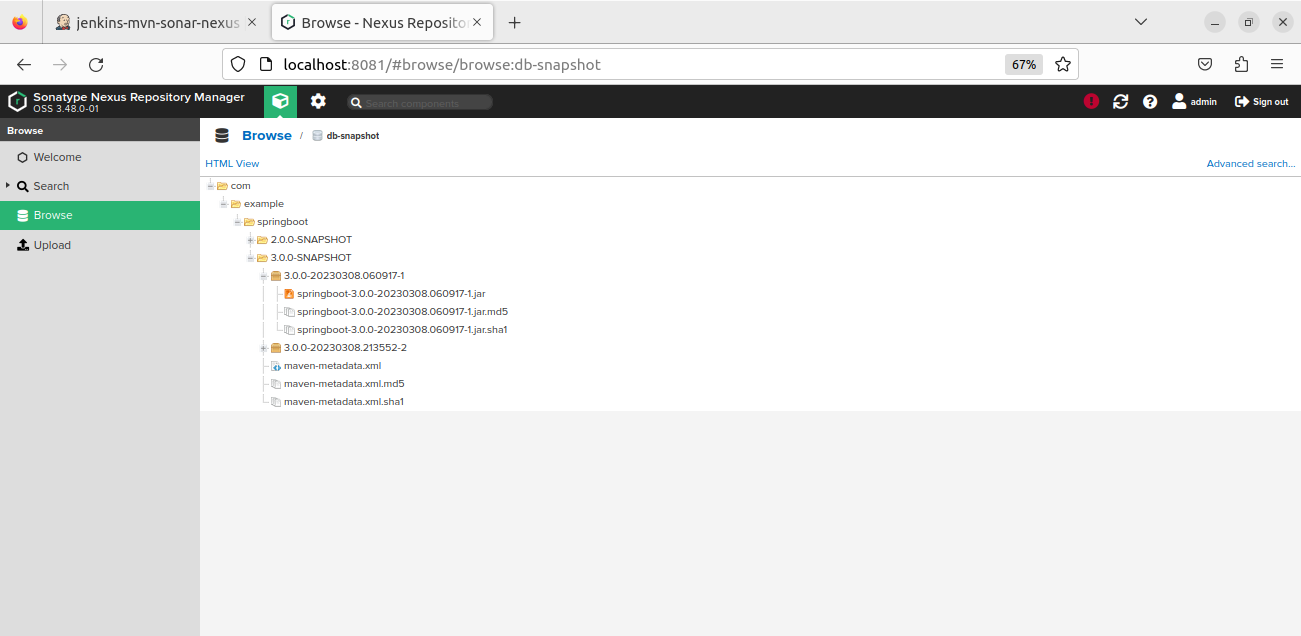 jenkins-mvn-sonar-nexus
Browse - Nexus Reposito
localhost:8081/#browse/browse:db-snapshot
67%
Sonatype Nexus Repository Manager
OSS 3.48.0-01
Search components
admin
Sign out
Browse
Welcome
Search
Browse
Upload
Browse / db-snapshot
HTML View
Advanced search...
com
example
springboot
2.0.0-SNAPSHOT
3.0.0-SNAPSHOT
3.0.0-20230308.060917-1
springboot-3.0.0-20230308.060917-1.jar
springboot-3.0.0-20230308.060917-1.jar.md5
springboot-3.0.0-20230308.060917-1.jar.sha1
3.0.0-20230308.213552-2
maven-metadata.xml
maven-metadata.xml.md5
maven-metadata.xml.sha1